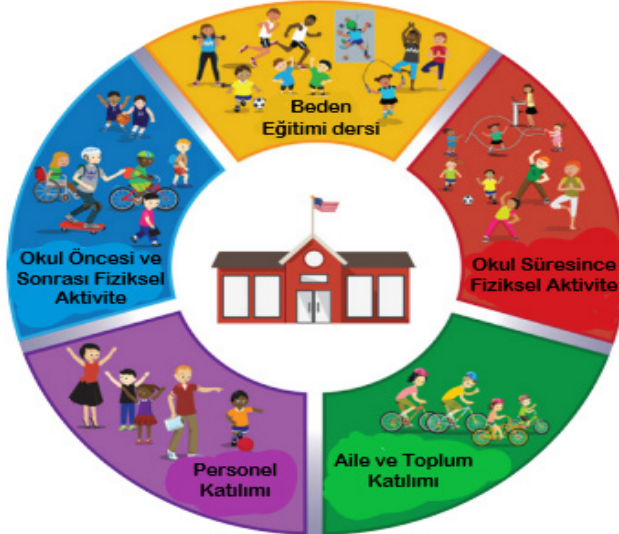 Beden
Eğitimi dersi
Okul Süresince
Fiziksel Aktivite
Aile ve Toplum
Katılımı
Personel
Katılımı
Okul Öncesi ve
Sonrası Fiziksel
Aktivite